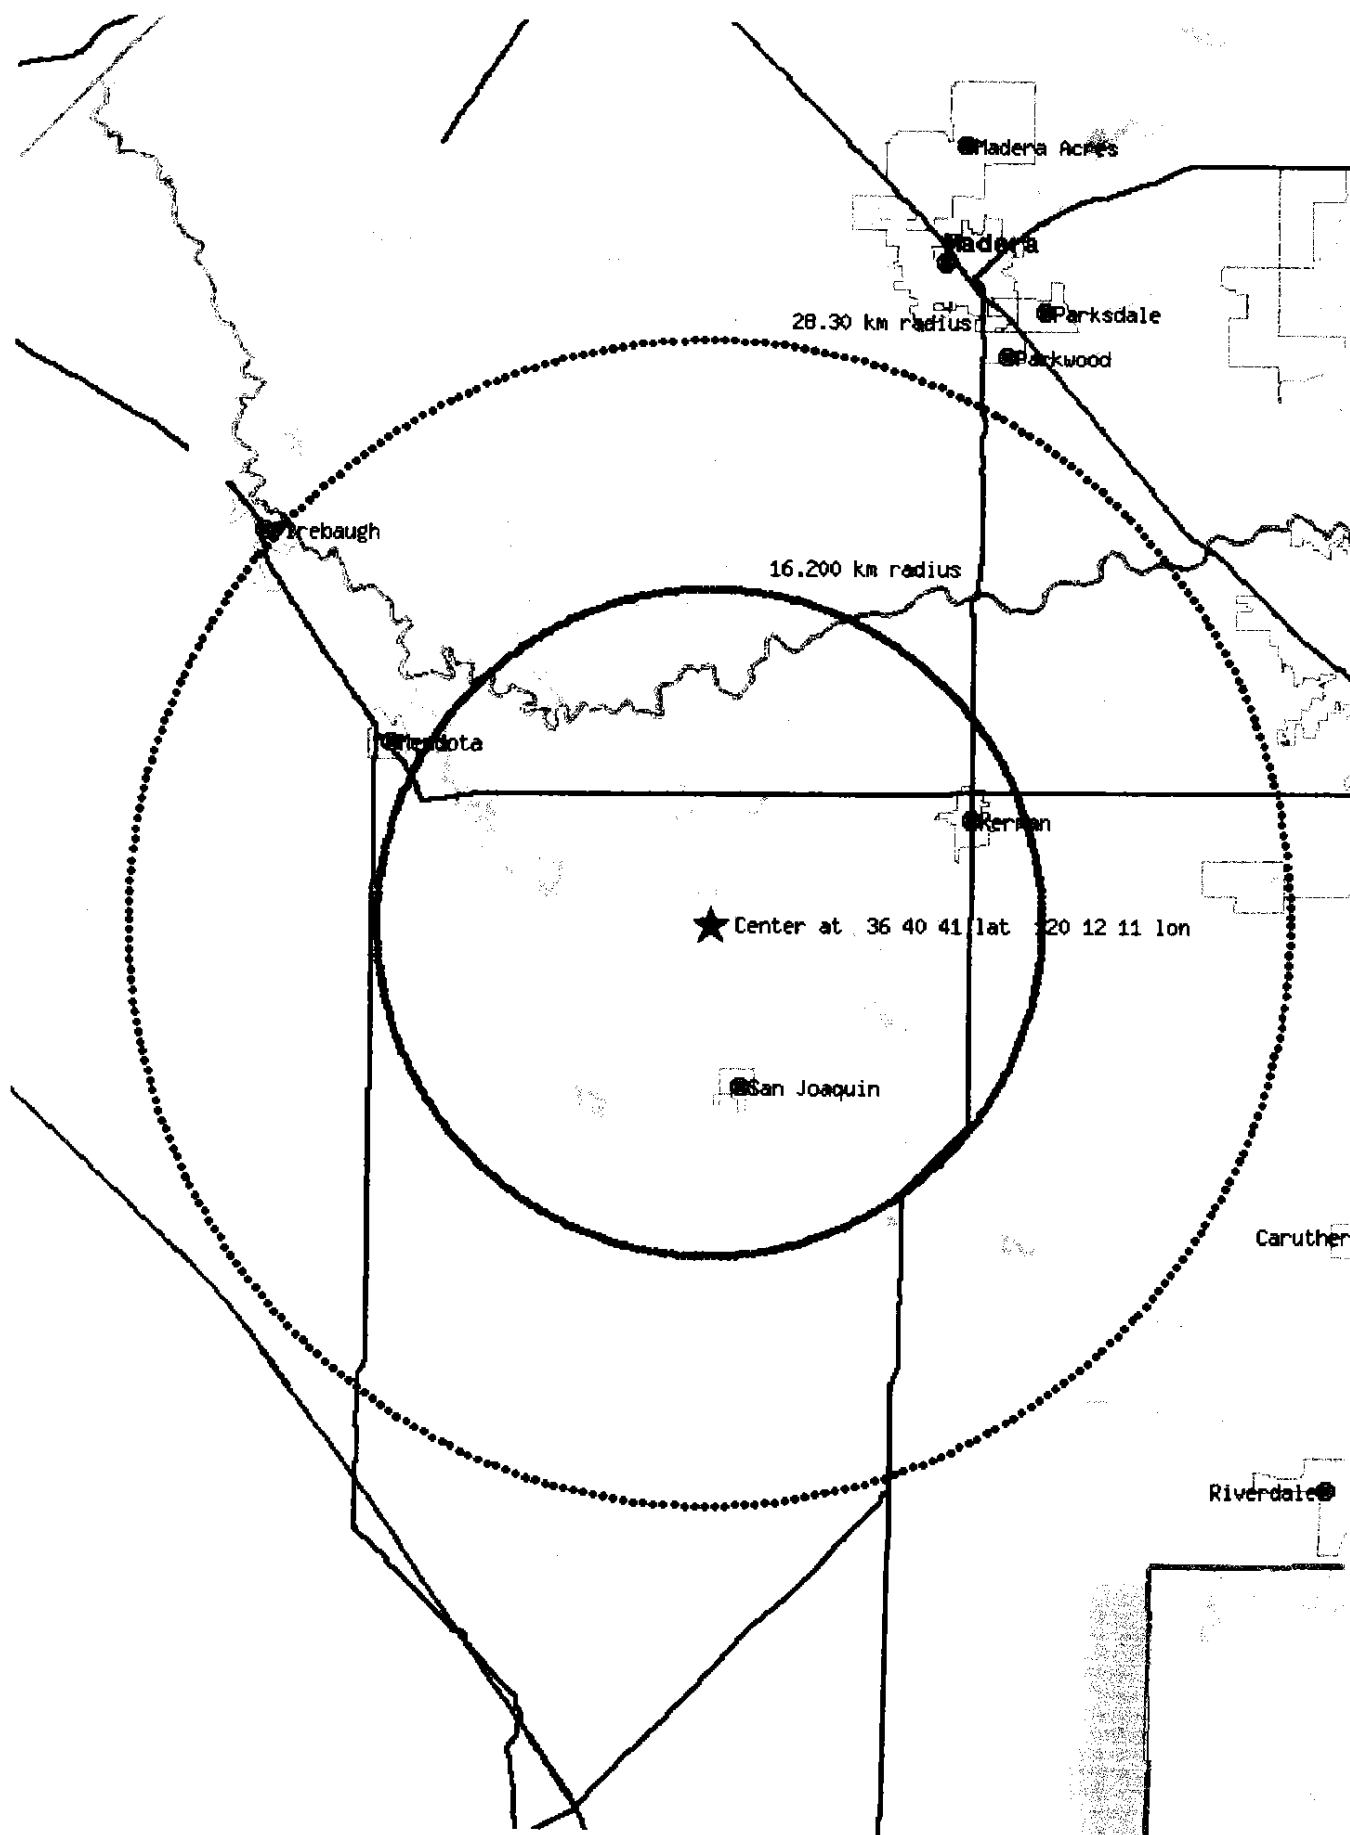 Madera Acres
Madera
Parksdale
28.30 km radius
Parkwood
Firebaugh
16.200 km radius
Mendota
Kerman
Center at 36 40 41 lat 120 12 11 lon
San Joaquin
Caruther
Riverdale